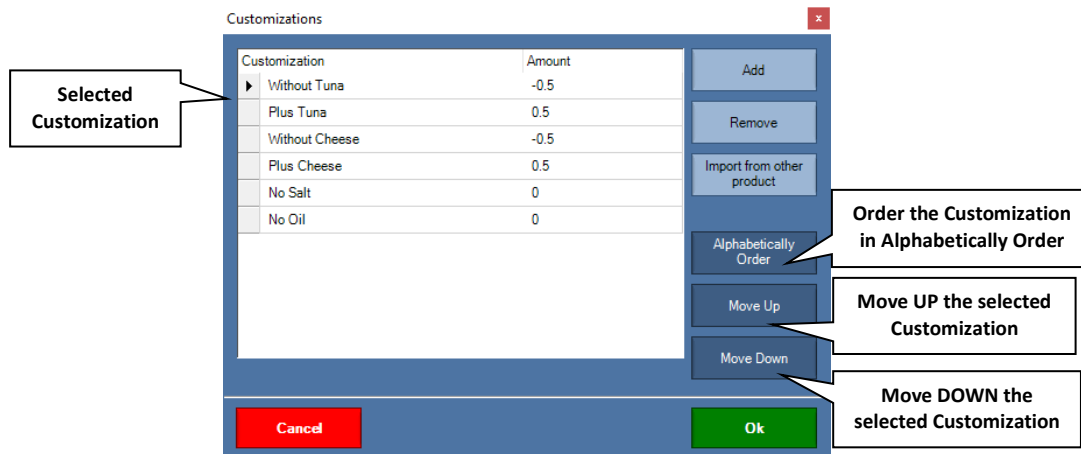 Customizations
x
Customization Amount
Without Tuna -0.5
Plus Tuna 0.5
Without Cheese -0.5
Plus Cheese 0.5
No Salt 0
No Oil 0
Add
Remove
Import from other
product
Alphabetically
Order
Move Up
Move Down
Cancel
Ok
Selected
Customization
Order the Customization
in Alphabetically Order
Move UP the selected
Customization
Move DOWN the
selected Customization